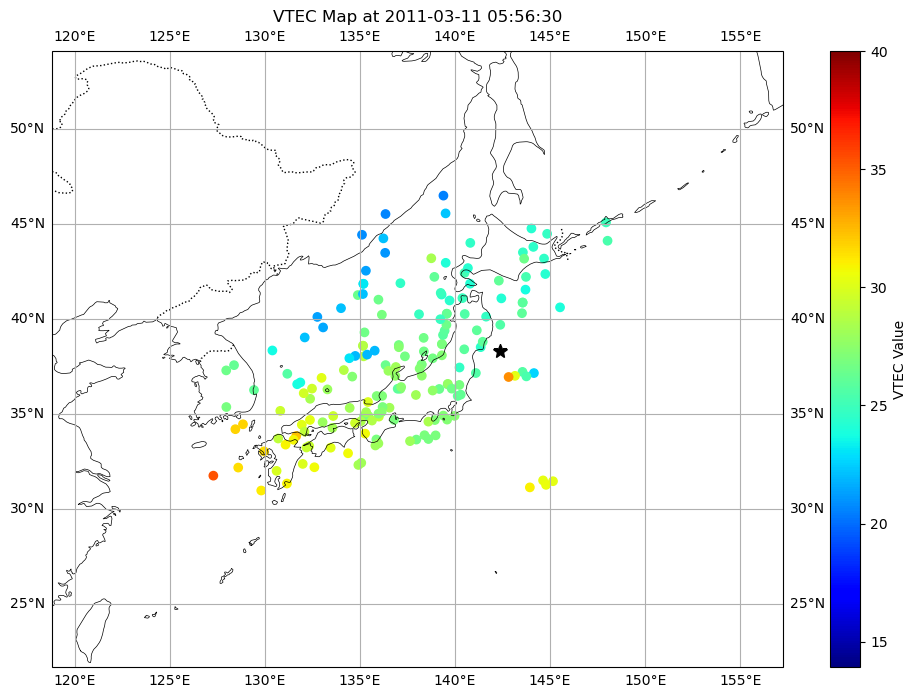 VTEC Map at 2011-03-11 05:56:30
120°E 125°E 130°E 135°E 140°E 145°E 150°E 155°E
40
50°N 50°N
35
45°N 45°N
40°N 40°N
30
VTEC Value
35°N 35°N
25
30°N 30°N
20
25°N 25°N
15
120°E 125°E 130°E 135°E 140°E 145°E 150°E 155°E